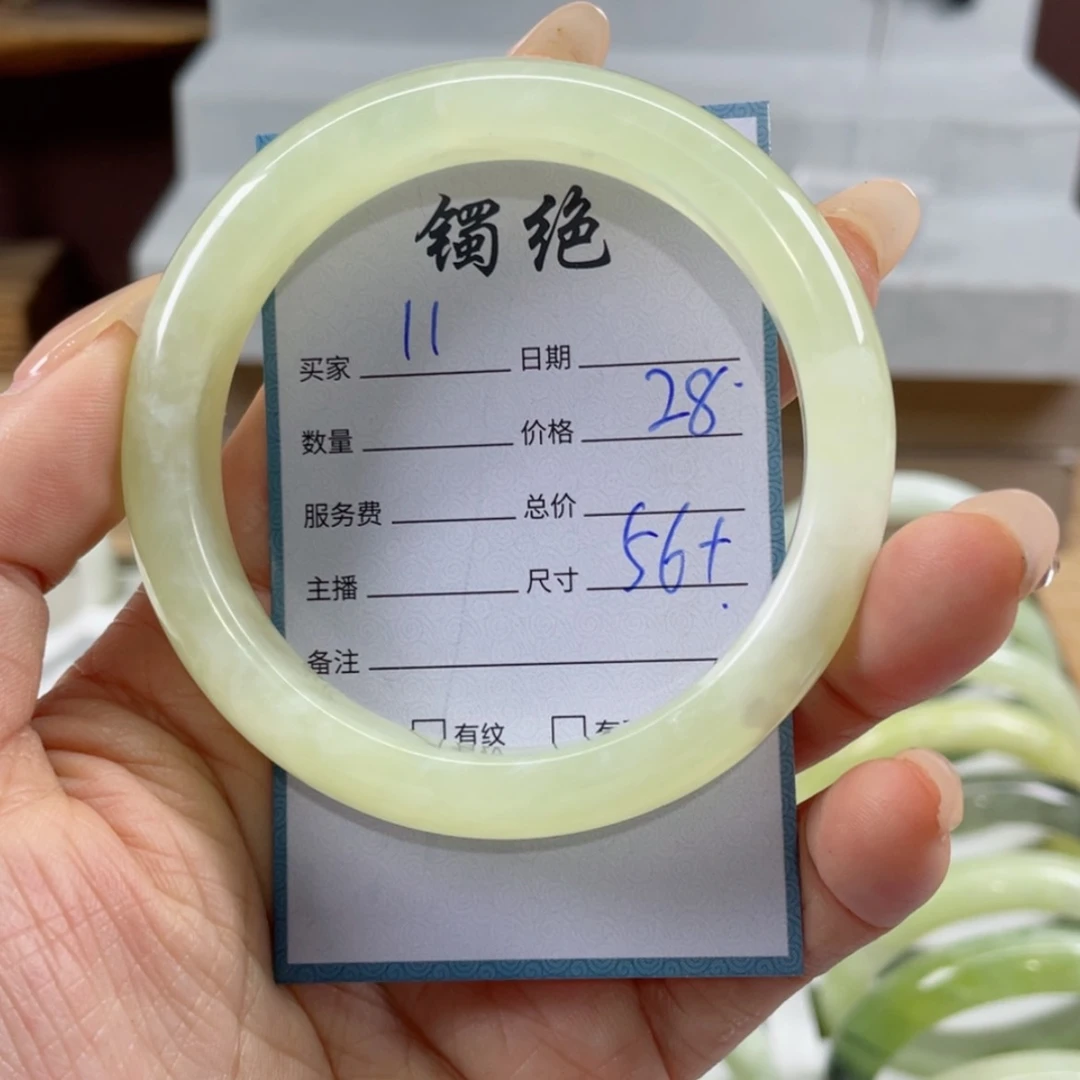 镯绝
买家 11 日期
数量 价格 28
服务费 总价
主播 尺寸 56+
备注
有纹